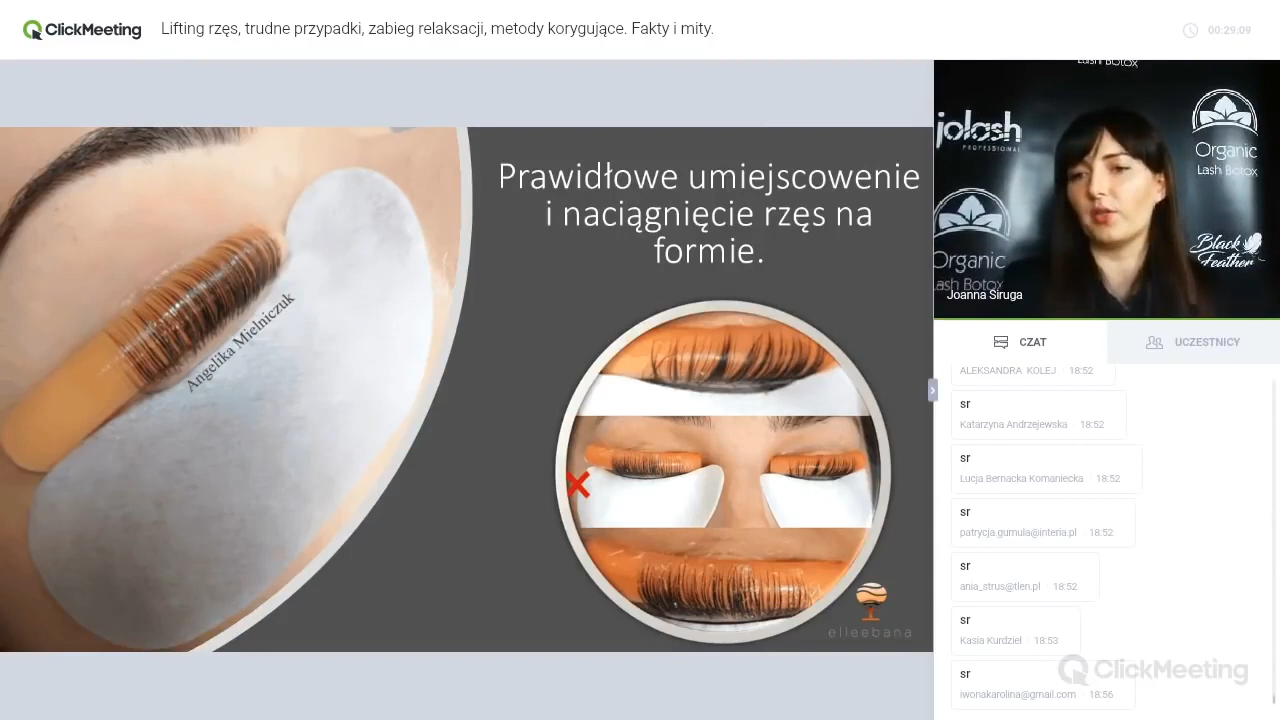 ClickMeeting
Lifting rzęs, trudne przypadki, zabieg relaksacji, metody korygujące. Fakty i mity.
00:29:09
Prawidłowe umiejscowenie
i naciągnięcie rzęs na
formie.
Angelika Mielniczuk
elleebana
Lash Botox
jolash
PROFESSIONAL
Organic
Lash Botox
Organic
Lash Botox
Black
Feather
Joanna Siruga
CZAT
UCZESTNICY
ALEKSANDRA KOLEJ 18:52
sr
Katarzyna Andrzejewska 18:52
sr
Lucja Bernacka Komaniecka 18:52
sr
patrycja.gumula@interia.pl 18:52
sr
ania_strus@tlen.pl 18:52
sr
Kasia Kurdziel 18:53
sr
iwonakarolina@gmail.com 18:56
ClickMeeting